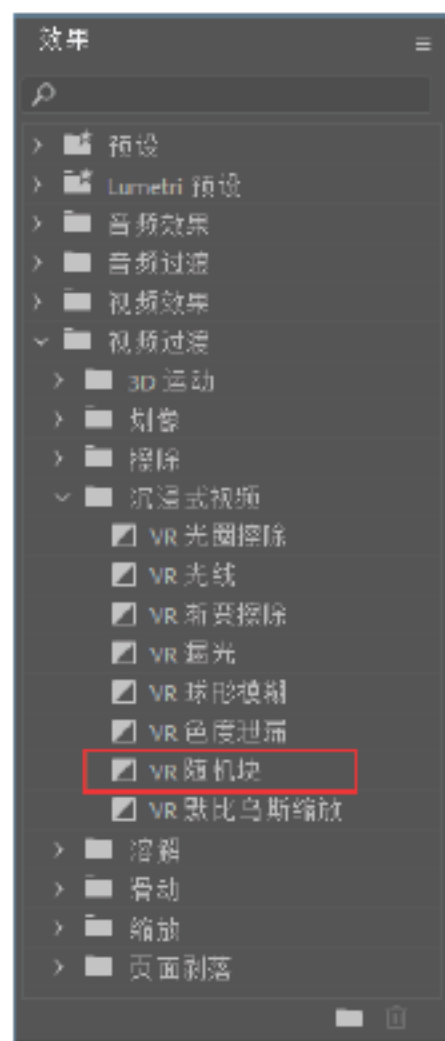 效果
预设
Lumetri 预设
音频效果
音频过渡
视频效果
视频过渡
3D 运动
划像
擦除
沉浸式视频
VR 光圈擦除
VR 光线
VR 渐变擦除
VR 漏光
VR 球形模糊
VR 色度泄漏
VR 随机块
VR 默比乌斯缩放
溶解
滑动
缩放
页面剥落